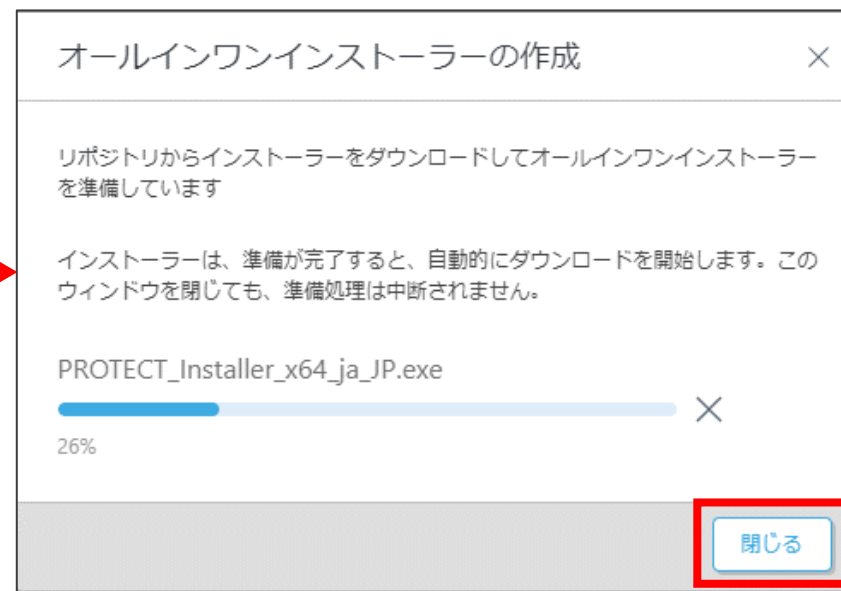 オールインワンインストーラーの作成
リポジトリからインストーラーをダウンロードしてオールインワンインストーラー
を準備しています
インストーラーは、準備が完了すると、自動的にダウンロードを開始します。この
ウィンドウを閉じても、準備処理は中断されません。
PROTECT_Installer_x64_ja_JP.exe
26%
閉じる